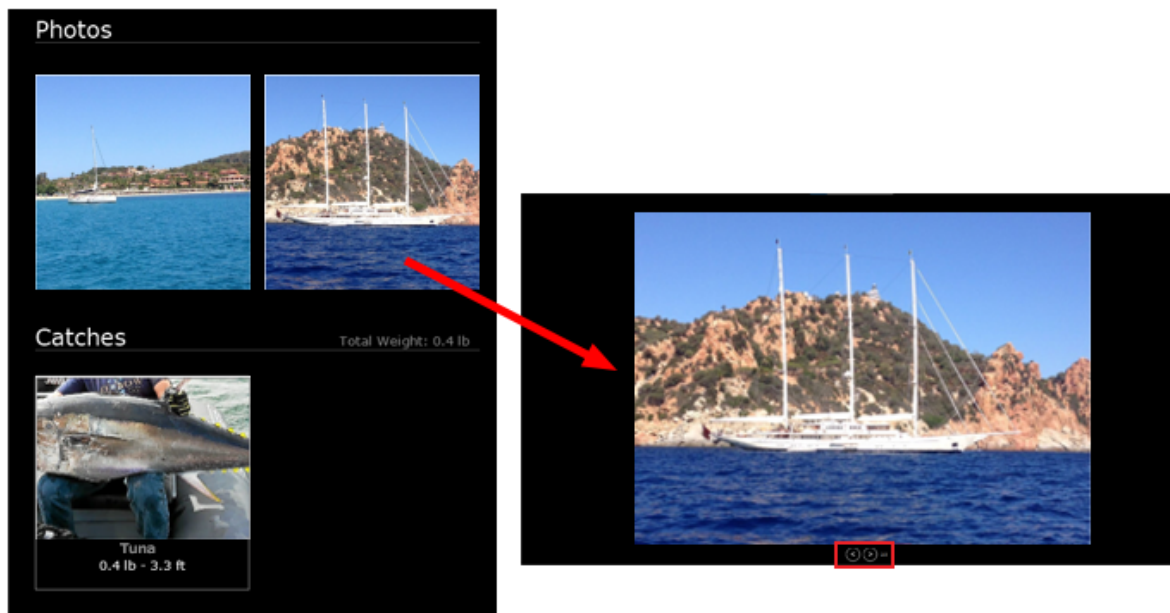 Photos
Catches
Total Weight: 0.4 lb
Tuna
0.4 lb - 3.3 ft
< >